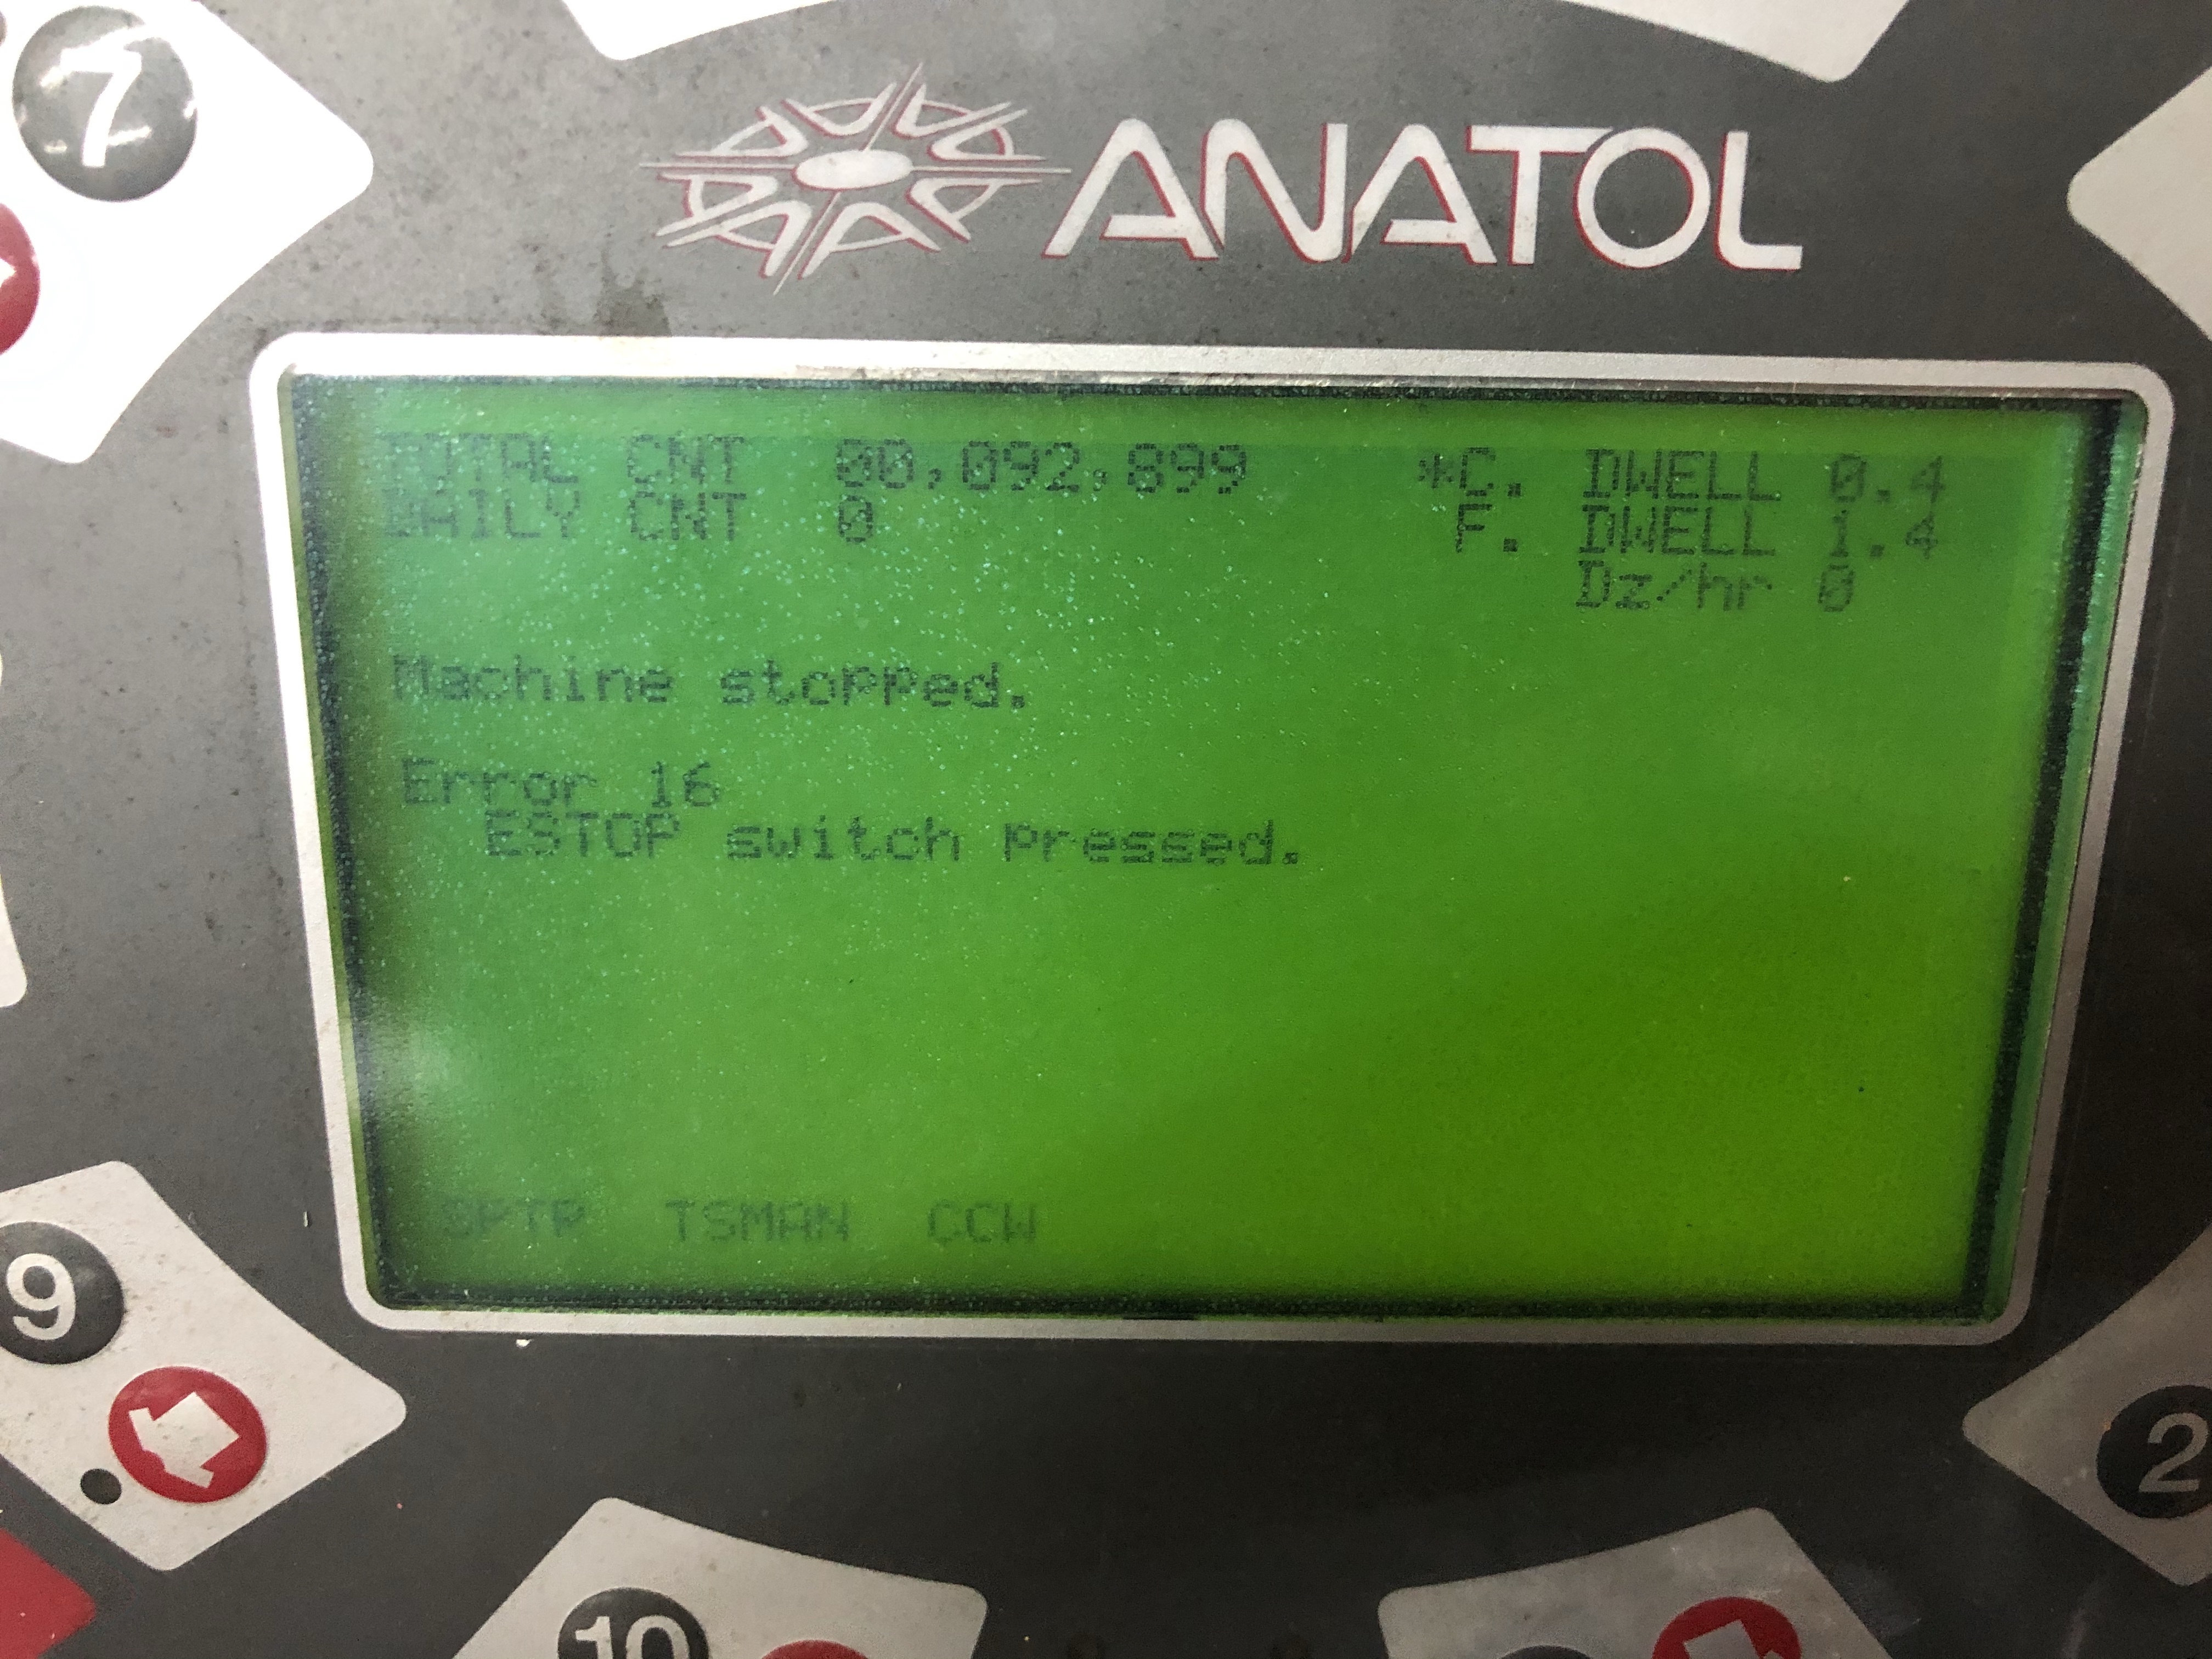 7
ANATOL
TOTAL CNT 00,092,899 *C. DWELL 0.4
DAILY CNT 0 F. DWELL 1.4
Dz/hr 0
Machine stopped.
Error 16
ESTOP switch pressed.
SPTP TSMAN CCW
9
2
10